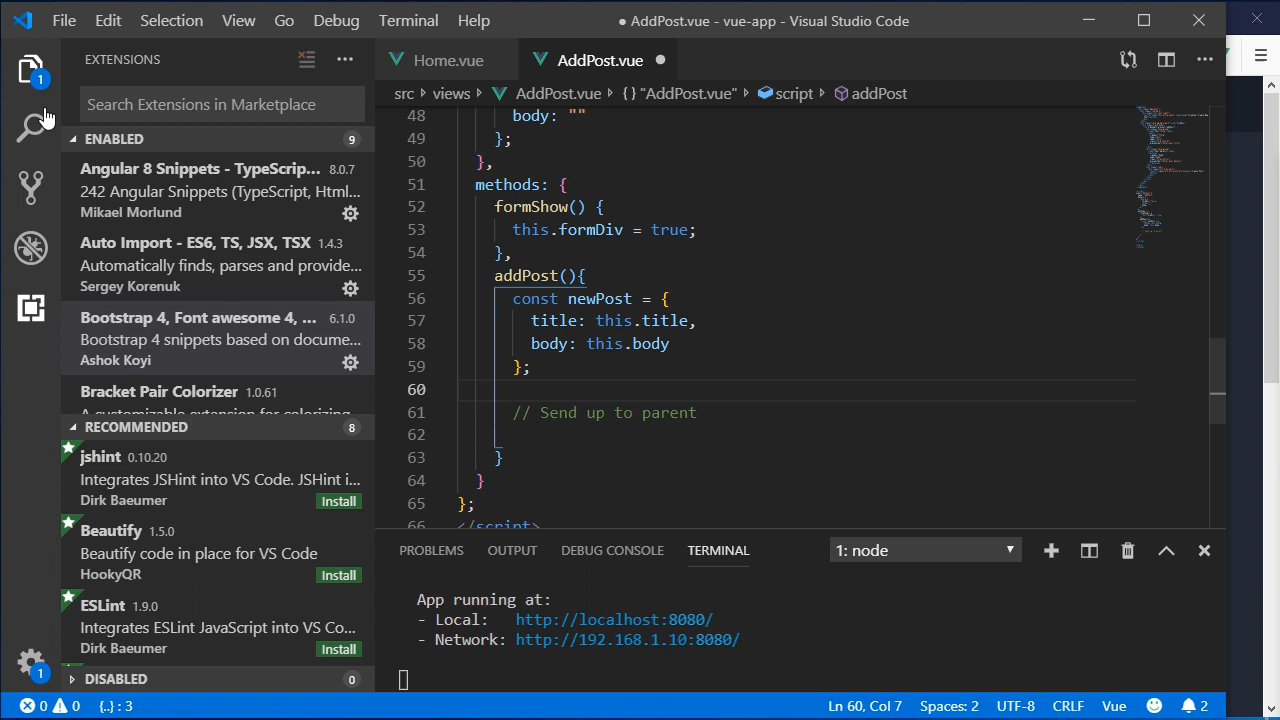 File Edit Selection View Go Debug Terminal Help ● AddPost.vue - vue-app - Visual Studio Code
EXTENSIONS
Home.vue AddPost.vue
1
Search Extensions in Marketplace
src › views › AddPost.vue › {} "AddPost.vue" › script › addPost
ENABLED 9
Angular 8 Snippets - TypeScrip... 8.0.7
242 Angular Snippets (TypeScript, Html...
Mikael Morlund
Auto Import - ES6, TS, JSX, TSX 1.4.3
Automatically finds, parses and provide...
Sergey Korenuk
Bootstrap 4, Font awesome 4, ... 6.1.0
Bootstrap 4 snippets based on docume...
Ashok Koyi
Bracket Pair Colorizer 1.0.61
A customizable extension for colorizing
RECOMMENDED 8
jshint 0.10.20
Integrates JSHint into VS Code. JSHint i...
Dirk Baeumer Install
Beautify 1.5.0
Beautify code in place for VS Code
HookyQR Install
ESLint 1.9.0
Integrates ESLint JavaScript into VS Co...
Dirk Baeumer Install
DISABLED 0
1
48 body: ""
49 };
50 },
51 methods: {
52 formShow() {
53 this.formDiv = true;
54 },
55 addPost(){
56 const newPost = {
57 title: this.title,
58 body: this.body
59 };
60
61 // Send up to parent
62
63 }
64 }
65 };
66 </script>
PROBLEMS OUTPUT DEBUG CONSOLE TERMINAL 1: node
App running at:
- Local: http://localhost:8080/
- Network: http://192.168.1.10:8080/
0 0 {..} : 3 Ln 60, Col 7 Spaces: 2 UTF-8 CRLF Vue 2